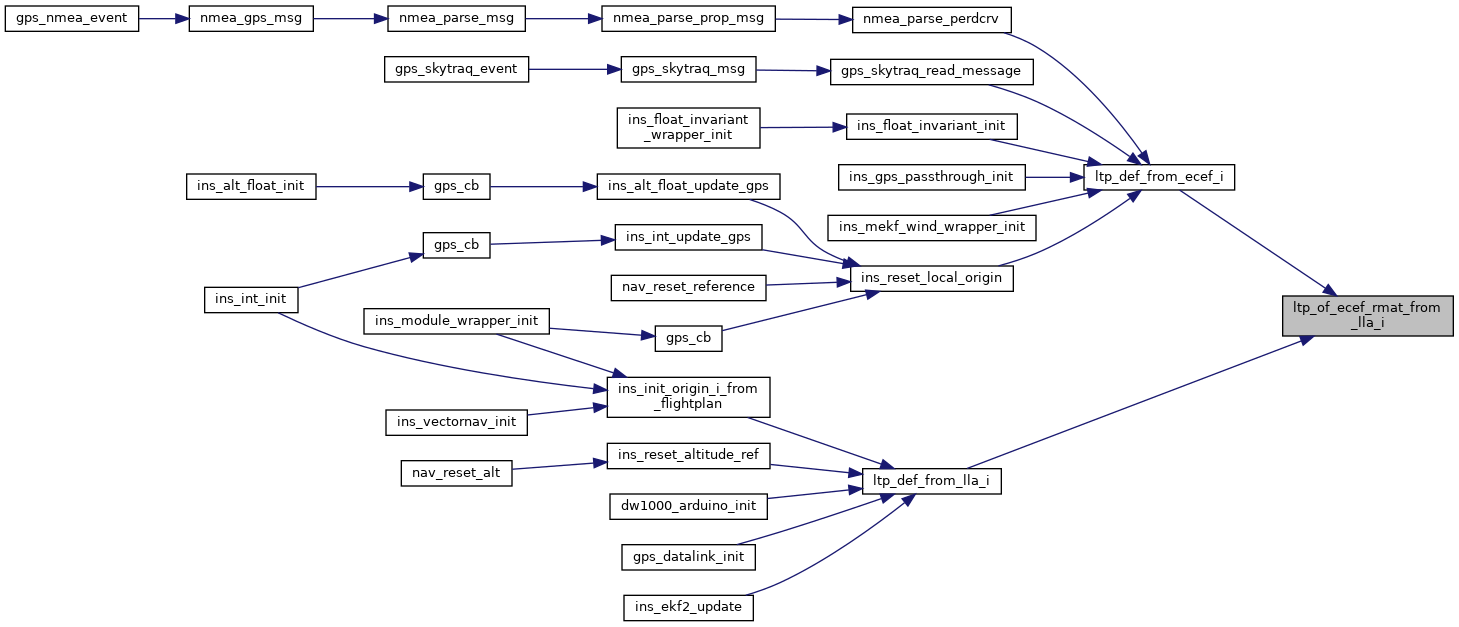 gps_nmea_event
nmea_gps_msg
nmea_parse_msg
nmea_parse_prop_msg
nmea_parse_perdcrv
gps_skytraq_event
gps_skytraq_msg
gps_skytraq_read_message
ins_float_invariant
_wrapper_init
ins_float_invariant_init
ins_gps_passthrough_init
ltp_def_from_ecef_i
ins_alt_float_init
gps_cb
ins_alt_float_update_gps
ins_mekf_wind_wrapper_init
gps_cb
ins_int_update_gps
ins_reset_local_origin
nav_reset_reference
ins_int_init
ltp_of_ecef_rmat_from
_lla_i
ins_module_wrapper_init
gps_cb
ins_init_origin_i_from
_flightplan
ins_vectornav_init
ins_reset_altitude_ref
nav_reset_alt
ltp_def_from_lla_i
dw1000_arduino_init
gps_datalink_init
ins_ekf2_update